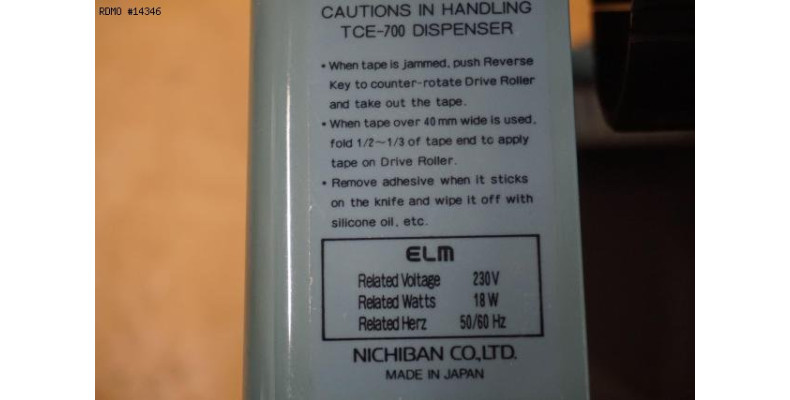 RDMO #14346
CAUTIONS IN HANDLING
TCE-700 DISPENSER
• When tape is jammed, push Reverse
Key to counter-rotate Drive Roller
and take out the tape.
• When tape over 40 mm wide is used,
fold 1/2~1/3 of tape end to apply
tape on Drive Roller.
• Remove adhesive when it sticks
on the knife and wipe it off with
silicone oil, etc.
ELM
Related Voltage 230V
Related Watts 18 W
Related Herz 50/60 Hz
NICHIBAN CO.,LTD.
MADE IN JAPAN